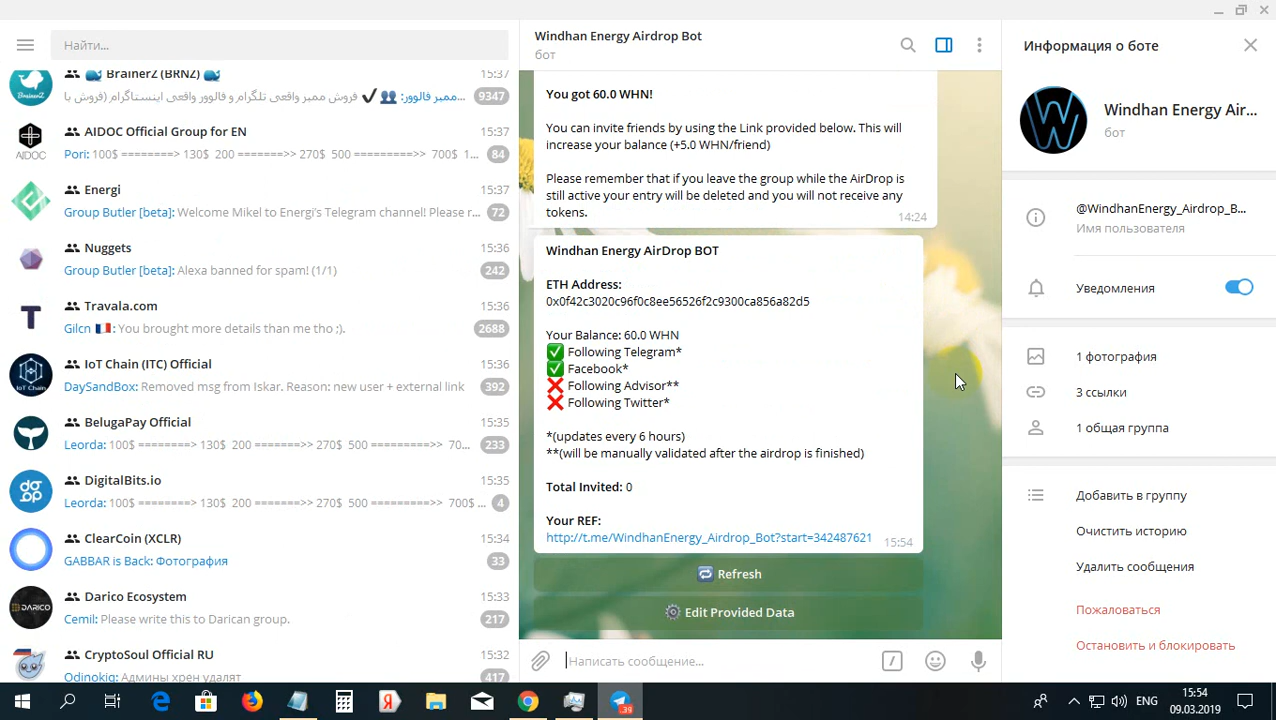 Найти...
BrainerZ (BRNZ)
15:37
ممبر فالوور: ✔ فروش ممبر واقعی تلگرام و فالوور واقعی اینستاگرام (فروش با...
9347
AIDOC Official Group for EN
15:37
Pori: 100$ ========> 130$ 200 =======>> 270$ 500 =========>> 700$ 1...
84
Energi
15:37
Group Butler [beta]: Welcome Mikel to Energi's Telegram channel! Please r...
72
Nuggets
15:36
Group Butler [beta]: Alexa banned for spam! (1/1)
242
Travala.com
15:36
Gilcn 🇫🇷: You brought more details than me tho ;).
2688
IoT Chain (ITC) Official
15:36
DaySandBox: Removed msg from Iskar. Reason: new user + external link
392
BelugaPay Official
15:35
Leorda: 100$ ========> 130$ 200 =======>> 270$ 500 =========>> 70...
233
DigitalBits.io
15:35
Leorda: 100$ ========> 130$ 200 =======>> 270$ 500 =========>> 700$ ...
4
ClearCoin (XCLR)
15:34
GABBAR is Back: Фотография
33
DARICO
Darico Ecosystem
15:33
Cemil: Please write this to Darican group.
217
CryptoSoul Official RU
15:32
Odinokiq: Админы хрен удалят
417
Windhan Energy Airdrop Bot
бот
You got 60.0 WHN!
You can invite friends by using the Link provided below. This will
increase your balance (+5.0 WHN/friend)
Please remember that if you leave the group while the AirDrop is
still active your entry will be deleted and you will not receive any
tokens.
14:24
Windhan Energy AirDrop BOT
ETH Address:
0x0f42c3020c96f0c8ee56526f2c9300ca856a82d5
Your Balance: 60.0 WHN
✅ Following Telegram*
✅ Facebook*
❌ Following Advisor**
❌ Following Twitter*
*(updates every 6 hours)
**(will be manually validated after the airdrop is finished)
Total Invited: 0
Your REF:
http://t.me/WindhanEnergy_Airdrop_Bot?start=342487621
15:54
Refresh
Edit Provided Data
Написать сообщение...
Информация о боте
Windhan Energy Air...
бот
@WindhanEnergy_Airdrop_B...
Имя пользователя
Уведомления
1 фотография
3 ссылки
1 общая группа
Добавить в группу
Очистить историю
Удалить сообщения
Пожаловаться
Остановить и блокировать
39
ENG
15:54
09.03.2019